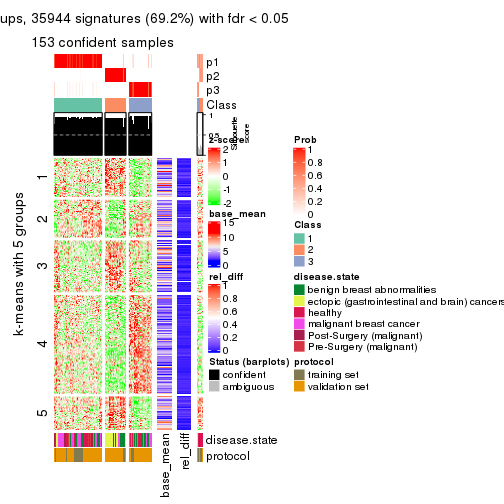 ups, 35944 signatures (69.2%) with fdr < 0.05
153 confident samples
p1
p2
p3
Class
1
0.5
Silhouette
score
k-means with 5 groups
1
2
3
4
5
z-score
2
1
0
-1
-2
base_mean
15
10
5
0
rel_diff
1
0.8
0.6
0.4
0.2
0
Status (barplots)
confident
ambiguous
Prob
1
0.8
0.6
0.4
0.2
0
Class
1
2
3
disease.state
benign breast abnormalities
ectopic (gastrointestinal and brain) cancers
healthy
malignant breast cancer
Post-Surgery (malignant)
Pre-Surgery (malignant)
protocol
training set
validation set
disease.state
protocol
base_mean
rel_diff